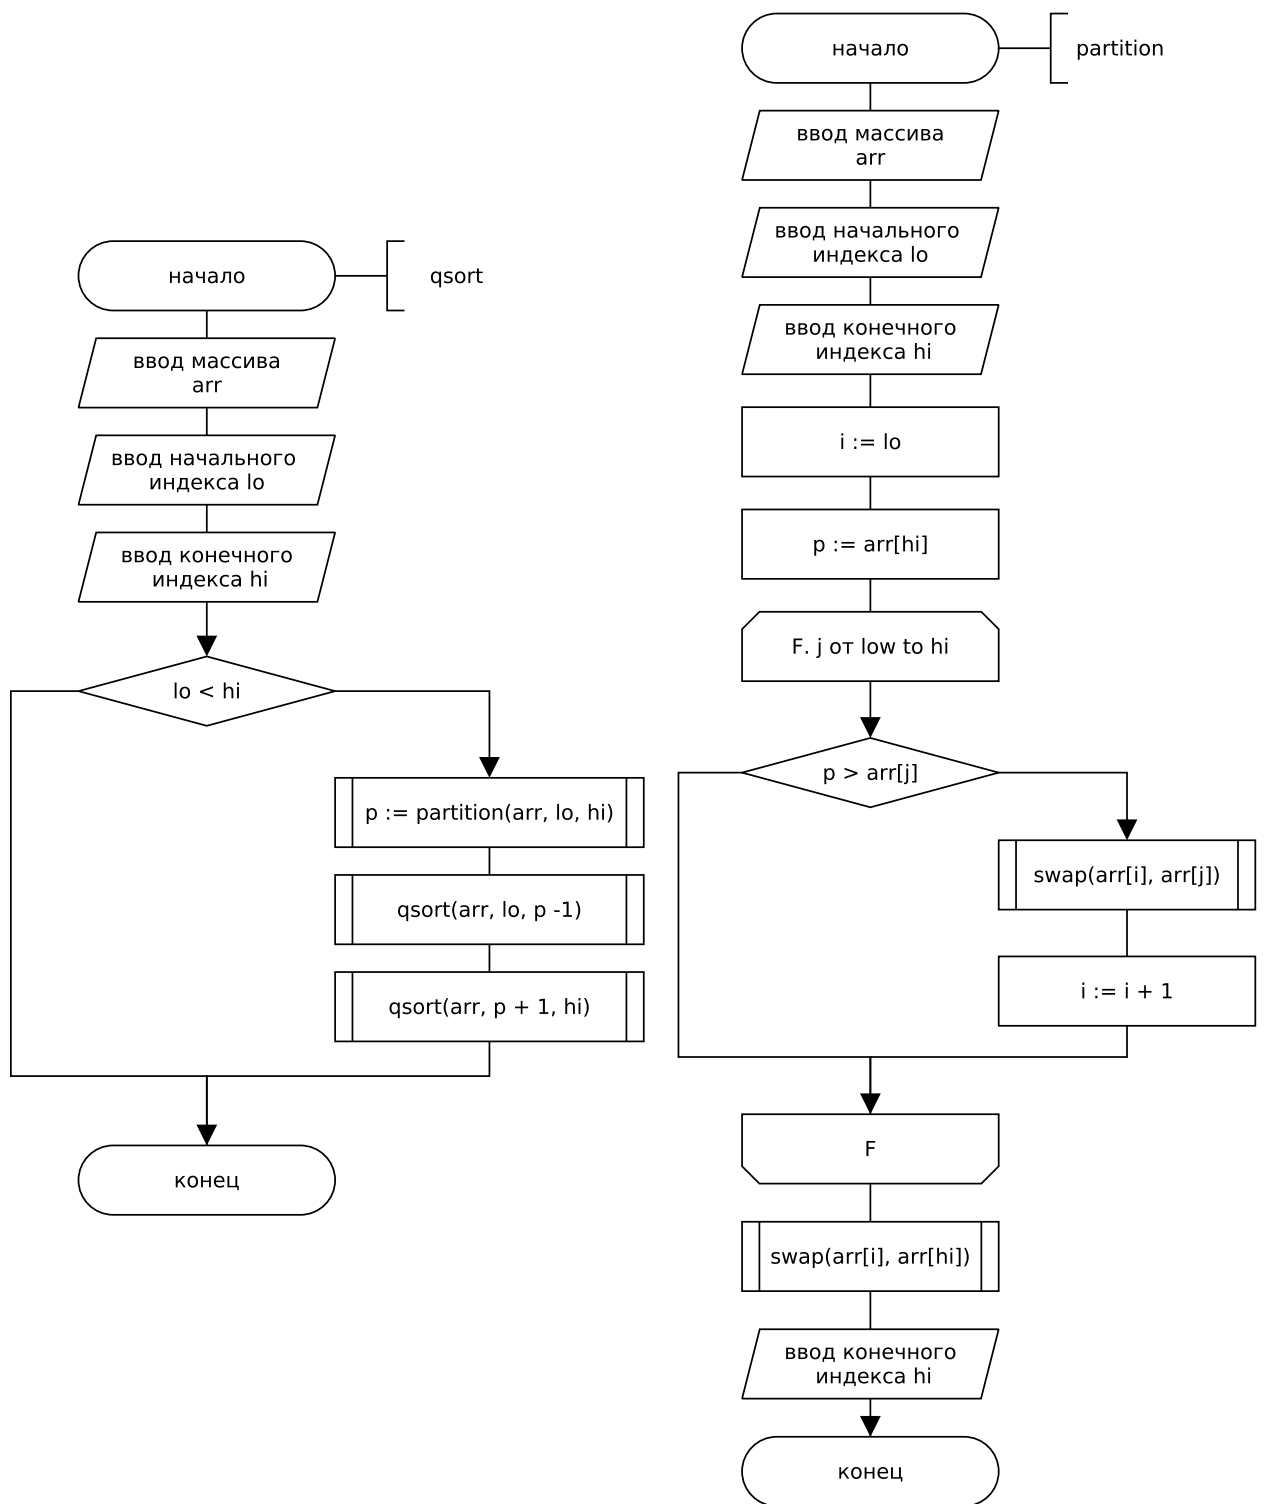 начало
qsort
ввод массива
arr
ввод начального
индекса lo
ввод конечного
индекса hi
lo < hi
p := partition(arr, lo, hi)
qsort(arr, lo, p -1)
qsort(arr, p + 1, hi)
конец
начало
partition
ввод массива
arr
ввод начального
индекса lo
ввод конечного
индекса hi
i := lo
p := arr[hi]
F. j от low to hi
p > arr[j]
swap(arr[i], arr[j])
i := i + 1
F
swap(arr[i], arr[hi])
ввод конечного
индекса hi
конец